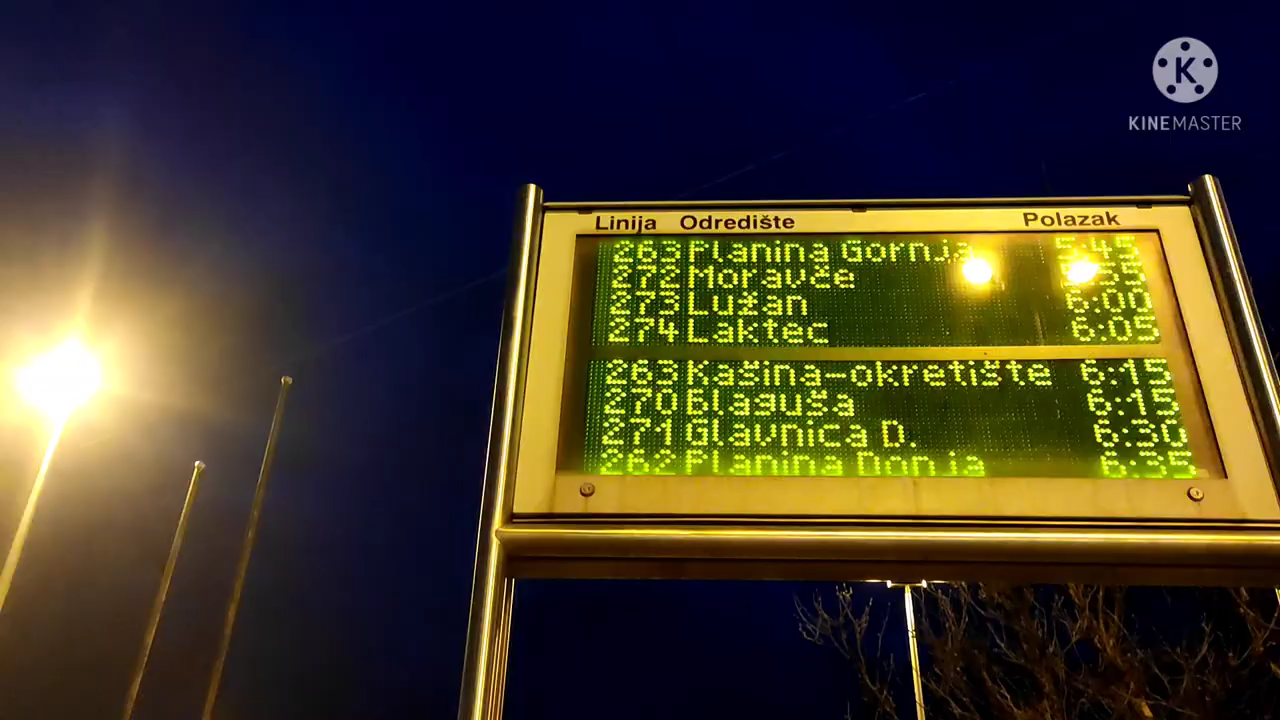 K
KINEMASTER
Linija Odredište Polazak
263 Planina Gornja 5:45
272 Moravče
273 Lužan 6:00
274 Laktec 6:05
263 Kašina-okretište 6:15
270 Blaguša 6:15
271 Glavnica D. 6:30
262 Planina Donja 6:35